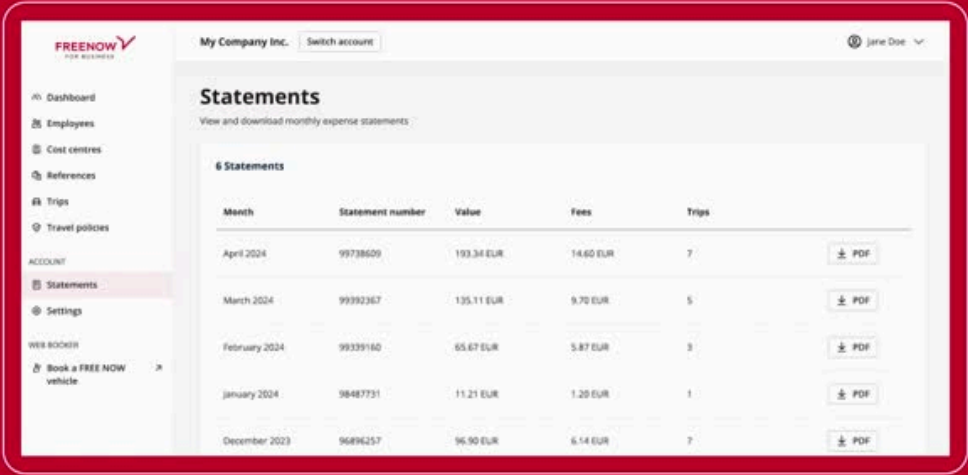 FREENOW
FOR BUSINESS
My Company Inc. Switch account
Jane Doe
Dashboard
Employees
Cost centres
References
Trips
Travel policies
ACCOUNT
Statements
Settings
WEB BOOKER
Book a FREE NOW
vehicle
Statements
View and download monthly expense statements
6 Statements
Month Statement number Value Fees Trips
April 2024 99738609 193.34 EUR 14.60 EUR 7 PDF
March 2024 99392367 135.11 EUR 9.70 EUR 5 PDF
February 2024 99339160 65.67 EUR 5.87 EUR 3 PDF
January 2024 98487731 11.21 EUR 1.20 EUR 1 PDF
December 2023 96896257 96.90 EUR 6.14 EUR 7 PDF